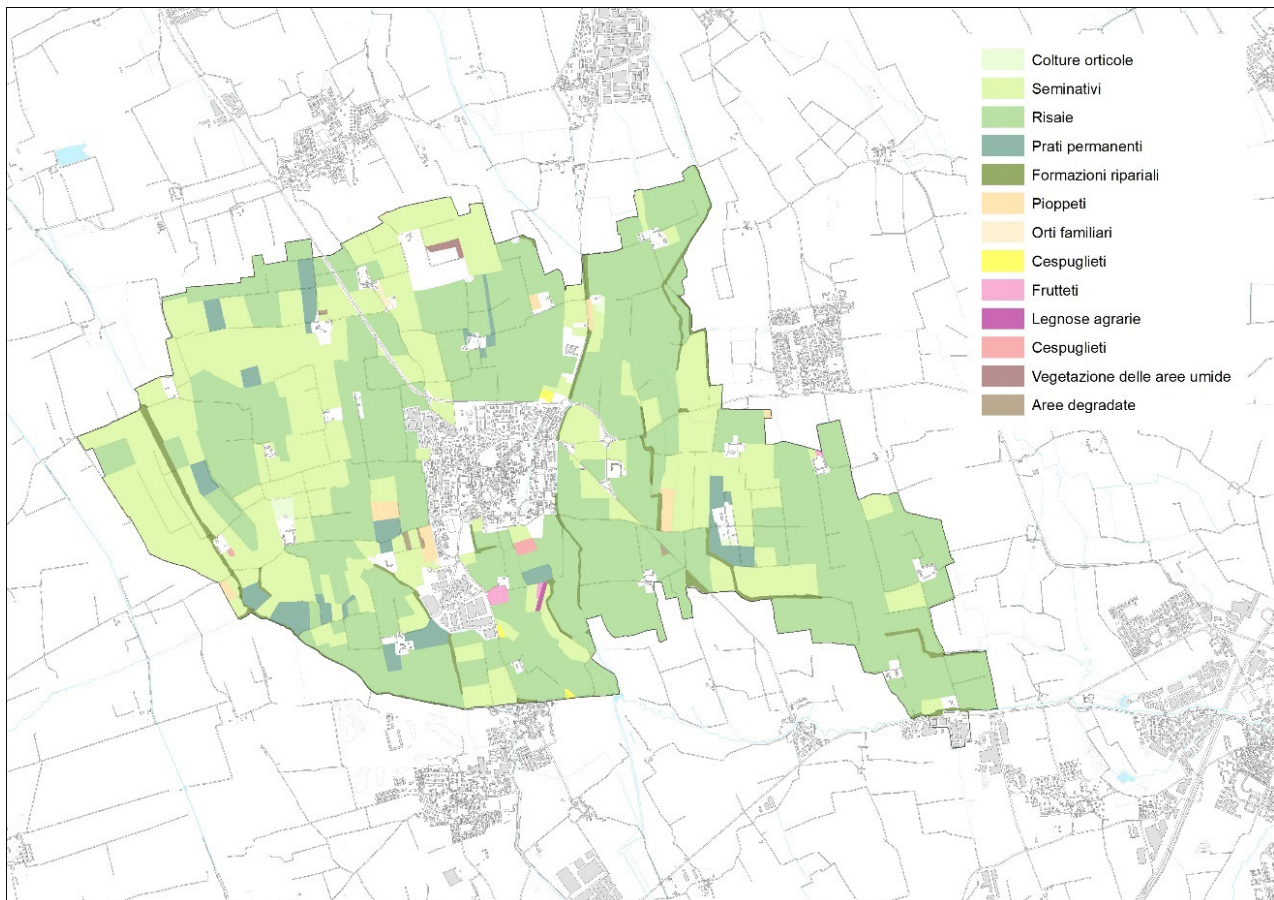 Colture orticole
Seminativi
Risaie
Prati permanenti
Formazioni ripariali
Pioppeti
Orti familiari
Cespuglieti
Frutteti
Legnose agrarie
Cespuglieti
Vegetazione delle aree umide
Aree degradate